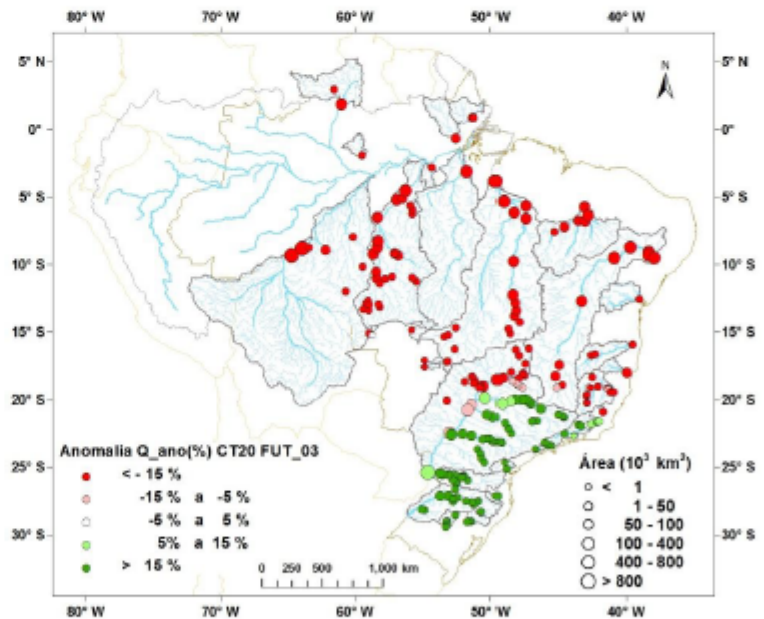 80° W 70° W 60° W 50° W 40° W
5° N 5° N
N
0° 0°
5° S 5° S
10° S 10° S
15° S 15° S
20° S 20° S
25° S 25° S
30° S 30° S
Anomalia Q_ano(%) CT20 FUT_03
< - 15 %
-15 % a -5 %
-5 % a 5 %
5% a 15 %
> 15 %
0 250 500 1,000 km
Área (10³ km²)
< 1
1 - 50
50 - 100
100 - 400
400 - 800
> 800
80° W 70° W 60° W 50° W 40° W